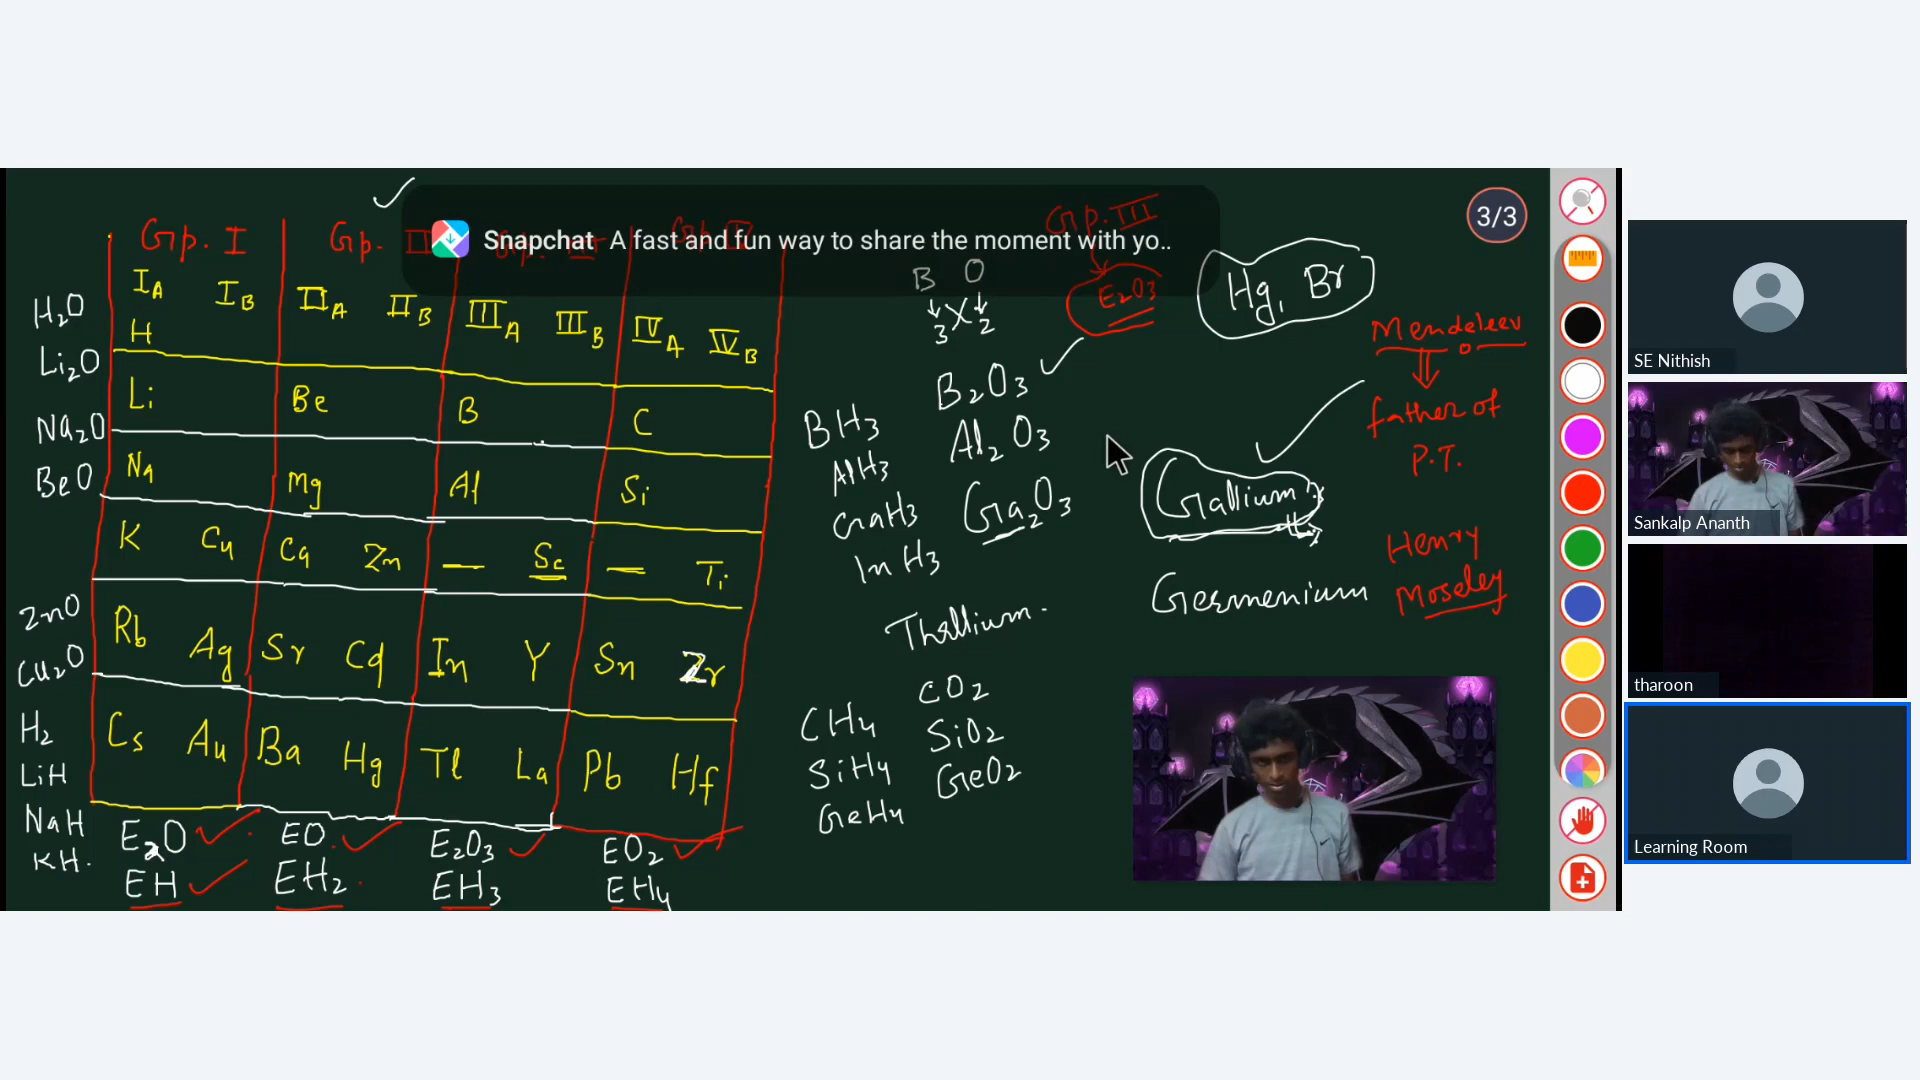 Snapchat A fast and fun way to share the moment with yo..
3/3
Gp. I Gp. II Gp. III Gp. IV
IA IB IIA IIB IIIA IIIB IVA IVB
H
Li Be B C
Na Mg Al Si
K Cu Ca Zn — Sc — Ti
Rb Ag Sr Cd In Y Sn Zr
Cs Au Ba Hg Tl La Pb Hf
E2O EO E2O3 EO2
EH EH2 EH3 EH4
H2O
Li2O
Na2O
BeO
ZnO
Cu2O
H2
LiH
NaH
KH.
Gp. III
E2O3
B O
3 X 2
B2O3
Al2O3
Ga2O3
BH3
AlH3
GaH3
InH3
Thallium.
CO2
SiO2
GeO2
CH4
SiH4
GeH4
Hg, Br
Gallium
Germenium
Mendeleev
father of
P.T.
Henry
Moseley
SE Nithish
Sankalp Ananth
tharoon
Learning Room